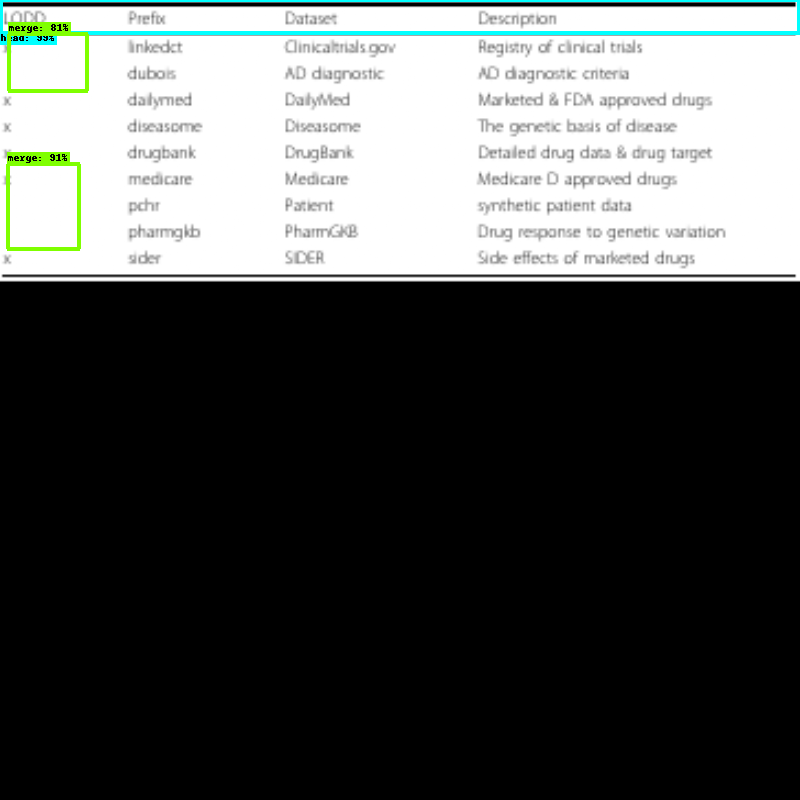 LODD Prefix Dataset Description
merge: 81%
head: 99%
x linkedct Clinicaltrials.gov Registry of clinical trials
dubois AD diagnostic AD diagnostic criteria
x dailymed DailyMed Marketed & FDA approved drugs
x diseasome Diseasome The genetic basis of disease
x drugbank DrugBank Detailed drug data & drug target
merge: 91%
x medicare Medicare Medicare D approved drugs
pchr Patient synthetic patient data
pharmgkb PharmGKB Drug response to genetic variation
x sider SIDER Side effects of marketed drugs